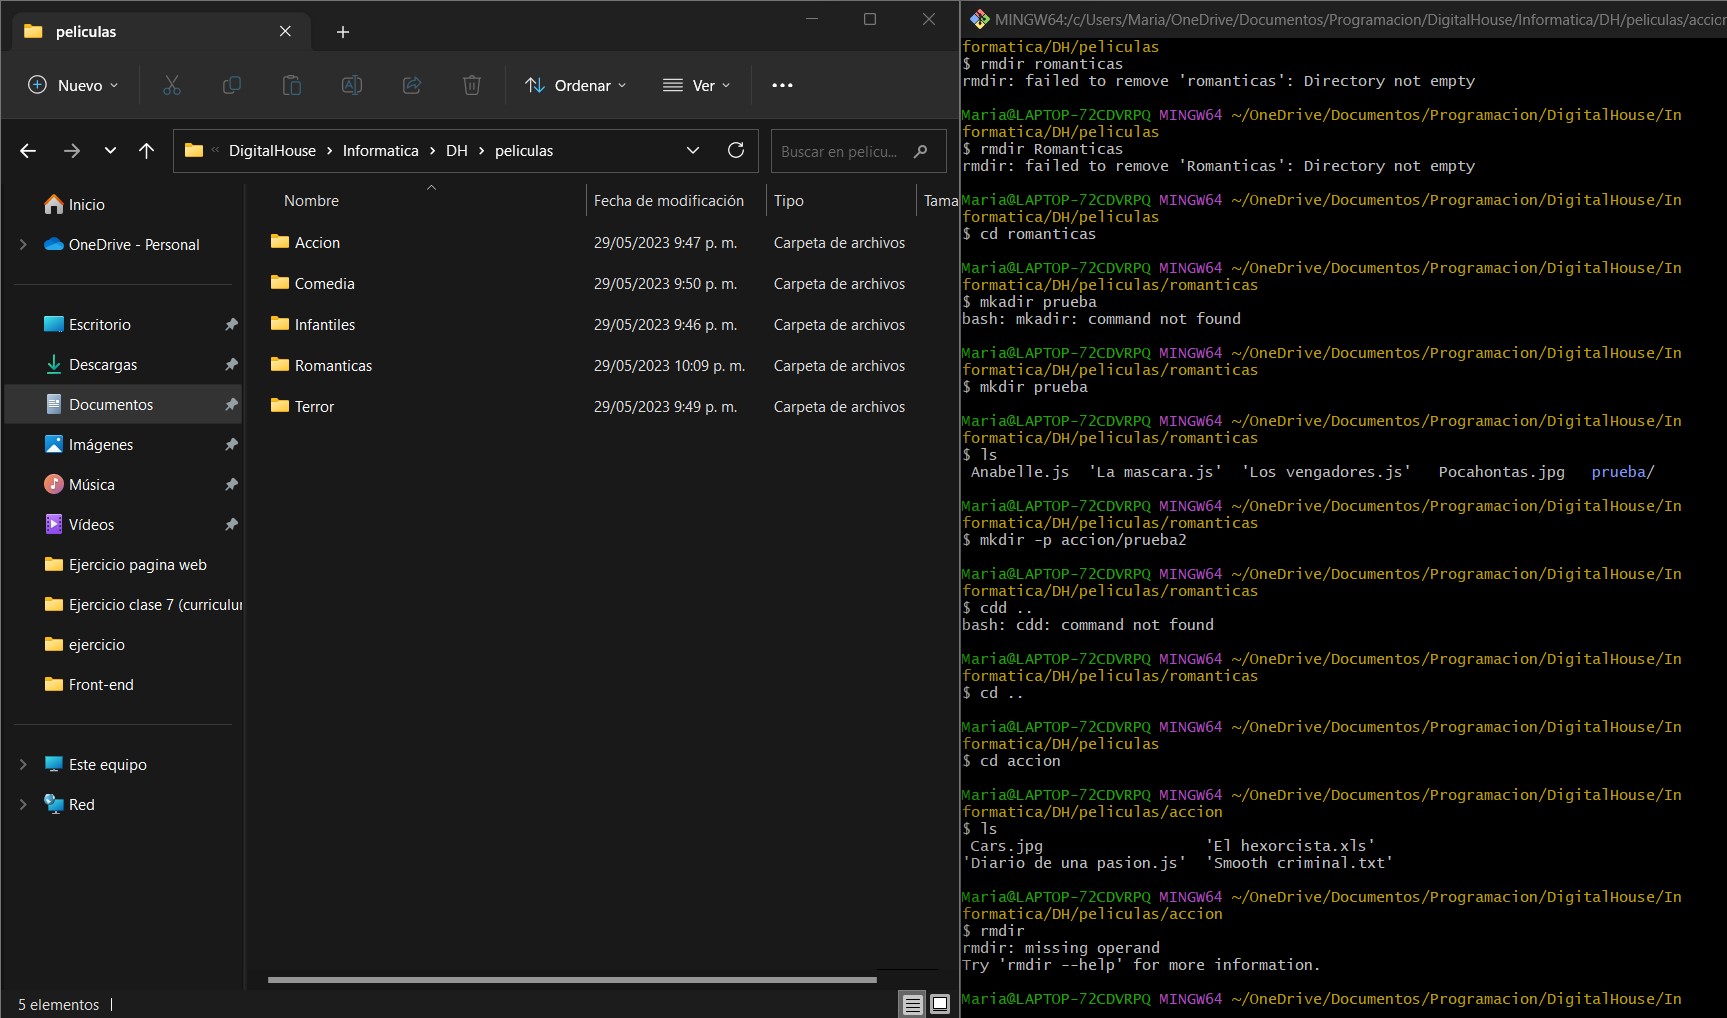 peliculas
Nuevo
Ordenar
Ver
DigitalHouse › Informatica › DH › peliculas
Buscar en pelicu...
Inicio
OneDrive - Personal
Escritorio
Descargas
Documentos
Imágenes
Música
Vídeos
Ejercicio pagina web
Ejercicio clase 7 (curriculur
ejercicio
Front-end
Este equipo
Red
Nombre Fecha de modificación Tipo Tama
Accion 29/05/2023 9:47 p. m. Carpeta de archivos
Comedia 29/05/2023 9:50 p. m. Carpeta de archivos
Infantiles 29/05/2023 9:46 p. m. Carpeta de archivos
Romanticas 29/05/2023 10:09 p. m. Carpeta de archivos
Terror 29/05/2023 9:49 p. m. Carpeta de archivos
5 elementos
MINGW64:/c/Users/Maria/OneDrive/Documentos/Programacion/DigitalHouse/Informatica/DH/peliculas/accion
formatica/DH/peliculas
$ rmdir romanticas
rmdir: failed to remove 'romanticas': Directory not empty
Maria@LAPTOP-72CDVRPQ MINGW64 ~/OneDrive/Documentos/Programacion/DigitalHouse/In
formatica/DH/peliculas
$ rmdir Romanticas
rmdir: failed to remove 'Romanticas': Directory not empty
Maria@LAPTOP-72CDVRPQ MINGW64 ~/OneDrive/Documentos/Programacion/DigitalHouse/In
formatica/DH/peliculas
$ cd romanticas
Maria@LAPTOP-72CDVRPQ MINGW64 ~/OneDrive/Documentos/Programacion/DigitalHouse/In
formatica/DH/peliculas/romanticas
$ mkadir prueba
bash: mkadir: command not found
Maria@LAPTOP-72CDVRPQ MINGW64 ~/OneDrive/Documentos/Programacion/DigitalHouse/In
formatica/DH/peliculas/romanticas
$ mkdir prueba
Maria@LAPTOP-72CDVRPQ MINGW64 ~/OneDrive/Documentos/Programacion/DigitalHouse/In
formatica/DH/peliculas/romanticas
$ ls
Anabelle.js 'La mascara.js' 'Los vengadores.js' Pocahontas.jpg prueba/
Maria@LAPTOP-72CDVRPQ MINGW64 ~/OneDrive/Documentos/Programacion/DigitalHouse/In
formatica/DH/peliculas/romanticas
$ mkdir -p accion/prueba2
Maria@LAPTOP-72CDVRPQ MINGW64 ~/OneDrive/Documentos/Programacion/DigitalHouse/In
formatica/DH/peliculas/romanticas
$ cdd ..
bash: cdd: command not found
Maria@LAPTOP-72CDVRPQ MINGW64 ~/OneDrive/Documentos/Programacion/DigitalHouse/In
formatica/DH/peliculas/romanticas
$ cd ..
Maria@LAPTOP-72CDVRPQ MINGW64 ~/OneDrive/Documentos/Programacion/DigitalHouse/In
formatica/DH/peliculas
$ cd accion
Maria@LAPTOP-72CDVRPQ MINGW64 ~/OneDrive/Documentos/Programacion/DigitalHouse/In
formatica/DH/peliculas/accion
$ ls
Cars.jpg 'El hexorcista.xls'
'Diario de una pasion.js' 'Smooth criminal.txt'
Maria@LAPTOP-72CDVRPQ MINGW64 ~/OneDrive/Documentos/Programacion/DigitalHouse/In
formatica/DH/peliculas/accion
$ rmdir
rmdir: missing operand
Try 'rmdir --help' for more information.
Maria@LAPTOP-72CDVRPQ MINGW64 ~/OneDrive/Documentos/Programacion/DigitalHouse/In